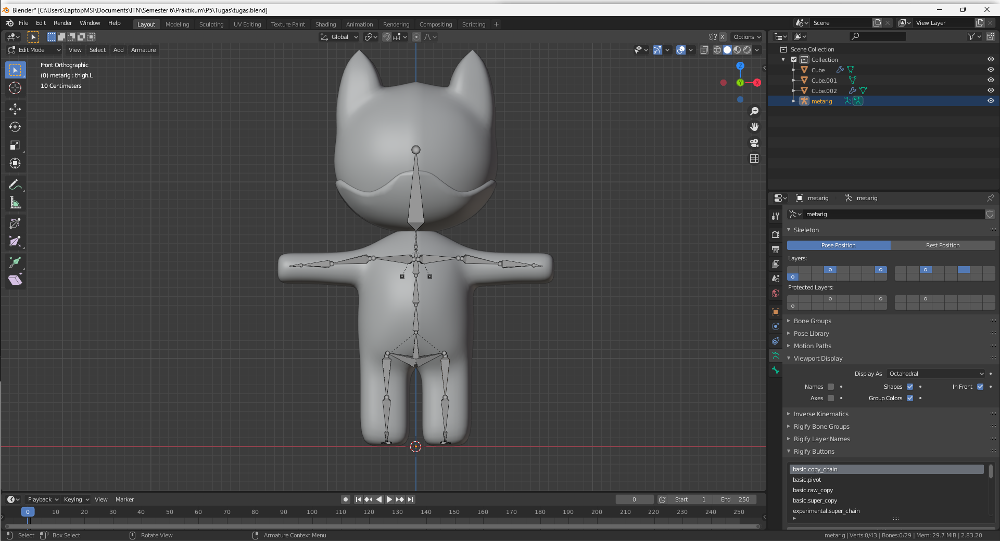 Blender* [C:\Users\LaptopMSI\Documents\ITN\Semester 6\Praktikum\P5\Tugas\tugas.blend]
File Edit Render Window Help Layout Modeling Sculpting UV Editing Texture Paint Shading Animation Rendering Compositing Scripting + Scene View Layer
Global X Options
Edit Mode View Select Add Armature
Front Orthographic
(0) metarig : thigh.L
10 Centimeters
Z
Y X
Scene Collection
Collection
Cube
Cube.001
Cube.002
metarig
metarig metarig
metarig
Skeleton
Pose Position Rest Position
Layers:
Protected Layers:
Bone Groups
Pose Library
Motion Paths
Viewport Display
Display As Octahedral
Names Shapes In Front
Axes Group Colors
Inverse Kinematics
Rigify Bone Groups
Rigify Layer Names
Rigify Buttons
basic.copy_chain
basic.pivot
basic.raw_copy
basic.super_copy
experimental.super_chain
Playback Keying View Marker 0 Start 1 End 250
0 10 20 30 40 50 60 70 80 90 100 110 120 130 140 150 160 170 180 190 200 210 220 230 240 250
Select Box Select Rotate View Armature Context Menu metarig | Verts:0/43 | Bones:0/29 | Mem: 29.7 MiB | 2.83.20